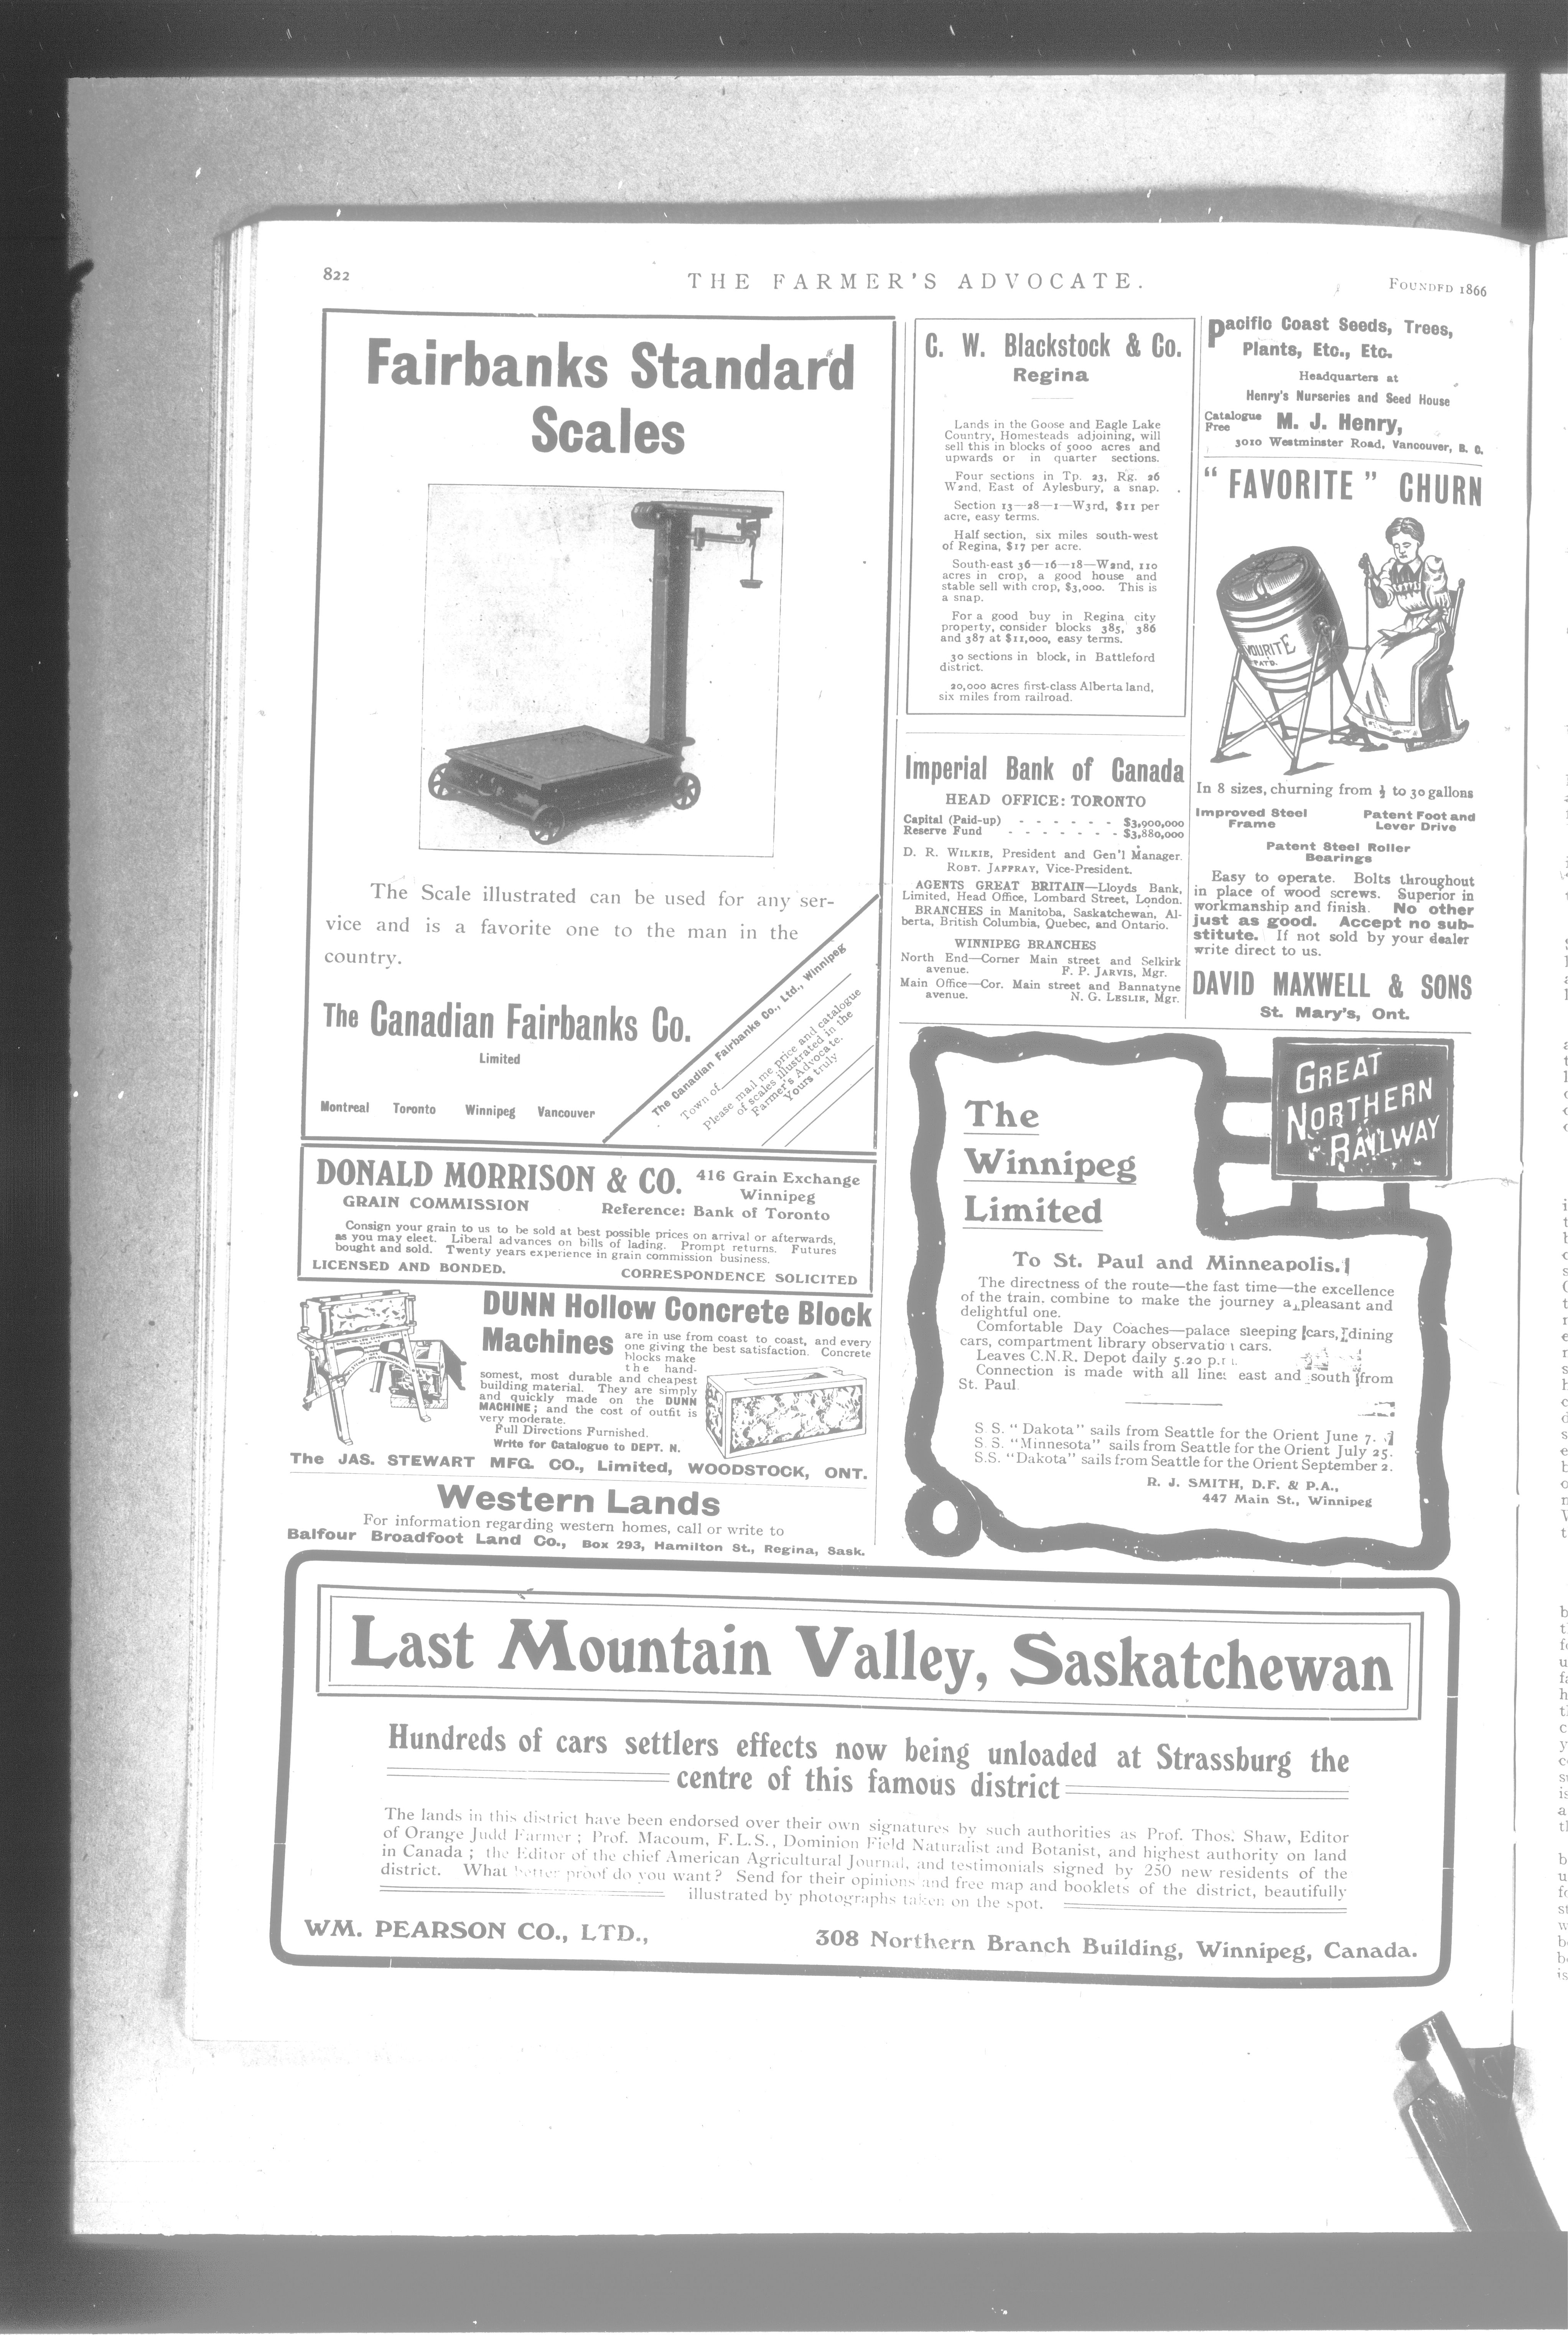 822
THE FARMER'S ADVOCATE.
FOUNDED 1866
Fairbanks Standard
Scales
The Scale illustrated can be used for any ser-
vice and is a favorite one to the man in the
country.
The Canadian Fairbanks Co.
Limited
Montreal Toronto Winnipeg Vancouver
The Canadian Fairbanks Co., Ltd., Winnipeg
Town of
Please mail me price and catalogue
of scales illustrated in the
Farmer's Advocate.
Yours truly
DONALD MORRISON & CO. 416 Grain Exchange
Winnipeg
GRAIN COMMISSION Reference: Bank of Toronto
Consign your grain to us to be sold at best possible prices on arrival or afterwards,
as you may elect. Liberal advances on bills of lading. Prompt returns. Futures
bought and sold. Twenty years experience in grain commission business.
LICENSED AND BONDED. CORRESPONDENCE SOLICITED
DUNN Hollow Concrete Block
Machines are in use from coast to coast, and every
one giving the best satisfaction. Concrete
blocks make
the hand-
somest, most durable and cheapest
building material. They are simply
and quickly made on the DUNN
MACHINE; and the cost of outfit is
very moderate.
Full Directions Furnished.
Write for Catalogue to DEPT. N.
The JAS. STEWART MFG. CO., Limited, WOODSTOCK, ONT.
Western Lands
For information regarding western homes, call or write to
Balfour Broadfoot Land Co., Box 293, Hamilton St., Regina, Sask.
C. W. Blackstock & Co.
Regina
Lands in the Goose and Eagle Lake
Country, Homesteads adjoining, will
sell this in blocks of 5000 acres and
upwards or in quarter sections.
Four sections in Tp. 23, Rg. 26
W2nd, East of Aylesbury, a snap.
Section 13—28—1—W3rd, $11 per
acre, easy terms.
Half section, six miles south-west
of Regina, $17 per acre.
South-east 36—16—18—W2nd, 110
acres in crop, a good house and
stable sell with crop, $3,000. This is
a snap.
For a good buy in Regina city
property, consider blocks 385, 386
and 387 at $11,000, easy terms.
30 sections in block, in Battleford
district.
20,000 acres first-class Alberta land,
six miles from railroad.
Imperial Bank of Canada
HEAD OFFICE: TORONTO
Capital (Paid-up) - - - - - - $3,900,000
Reserve Fund - - - - - - - $3,880,000
D. R. WILKIE, President and Gen'l Manager.
ROBT. JAFFRAY, Vice-President.
AGENTS GREAT BRITAIN—Lloyds Bank,
Limited, Head Office, Lombard Street, London.
BRANCHES in Manitoba, Saskatchewan, Al-
berta, British Columbia, Quebec, and Ontario.
WINNIPEG BRANCHES
North End—Corner Main street and Selkirk
avenue. F. P. JARVIS, Mgr.
Main Office—Cor. Main street and Bannatyne
avenue. N. G. LESLIE, Mgr.
Pacific Coast Seeds, Trees,
Plants, Etc., Etc.
Headquarters at
Henry's Nurseries and Seed House
Catalogue
Free M. J. Henry,
3010 Westminster Road, Vancouver, B. C.
"FAVORITE" CHURN
VOURITE
PATD.
In 8 sizes, churning from ½ to 30 gallons
Improved Steel
Frame
Patent Foot and
Lever Drive
Patent Steel Roller
Bearings
Easy to operate. Bolts throughout
in place of wood screws. Superior in
workmanship and finish. No other
just as good. Accept no sub-
stitute. If not sold by your dealer
write direct to us.
DAVID MAXWELL & SONS
St. Mary's, Ont.
GREAT
NORTHERN
RAILWAY
The
Winnipeg
Limited
To St. Paul and Minneapolis.
The directness of the route—the fast time—the excellence
of the train, combine to make the journey a pleasant and
delightful one.
Comfortable Day Coaches—palace sleeping cars, dining
cars, compartment library observation cars.
Leaves C.N.R. Depot daily 5.20 p.m.
Connection is made with all lines east and south from
St. Paul
S. S. "Dakota" sails from Seattle for the Orient June 7.
S. S. "Minnesota" sails from Seattle for the Orient July 25.
S.S. "Dakota" sails from Seattle for the Orient September 2.
R. J. SMITH, D.F. & P.A.,
447 Main St., Winnipeg
Last Mountain Valley, Saskatchewan
Hundreds of cars settlers effects now being unloaded at Strassburg the
centre of this famous district
The lands in this district have been endorsed over their own signatures by such authorities as Prof. Thos. Shaw, Editor
of Orange Judd Farmer; Prof. Macoum, F.L.S., Dominion Field Naturalist and Botanist, and highest authority on land
in Canada; the Editor of the chief American Agricultural Journal, and testimonials signed by 250 new residents of the
district. What better proof do you want? Send for their opinions and free map and booklets of the district, beautifully
illustrated by photographs taken on the spot.
WM. PEARSON CO., LTD., 308 Northern Branch Building, Winnipeg, Canada.